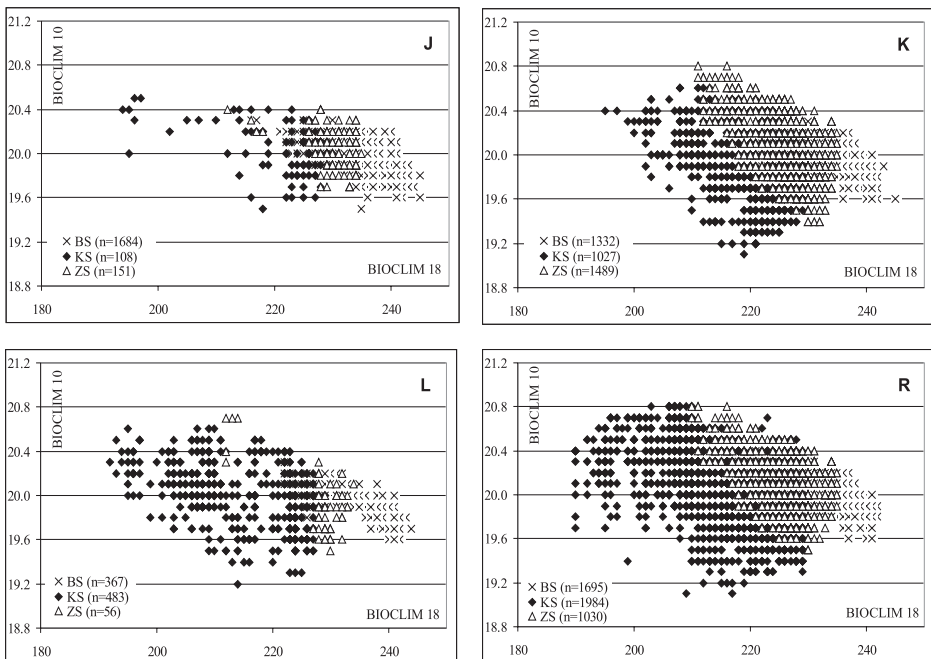 21.2
BIOCLIM 10
J
20.8
20.4
20.0
19.6
19.2
× BS (n=1684)
◆ KS (n=108)
△ ZS (n=151)
BIOCLIM 18
18.8
180 200 220 240
21.2
BIOCLIM 10
K
20.8
20.4
20.0
19.6
19.2
× BS (n=1332)
◆ KS (n=1027)
△ ZS (n=1489)
BIOCLIM 18
18.8
180 200 220 240
21.2
BIOCLIM 10
L
20.8
20.4
20.0
19.6
19.2
× BS (n=367)
◆ KS (n=483)
△ ZS (n=56)
BIOCLIM 18
18.8
180 200 220 240
21.2
BIOCLIM 10
R
20.8
20.4
20.0
19.6
19.2
× BS (n=1695)
◆ KS (n=1984)
△ ZS (n=1030)
BIOCLIM 18
18.8
180 200 220 240